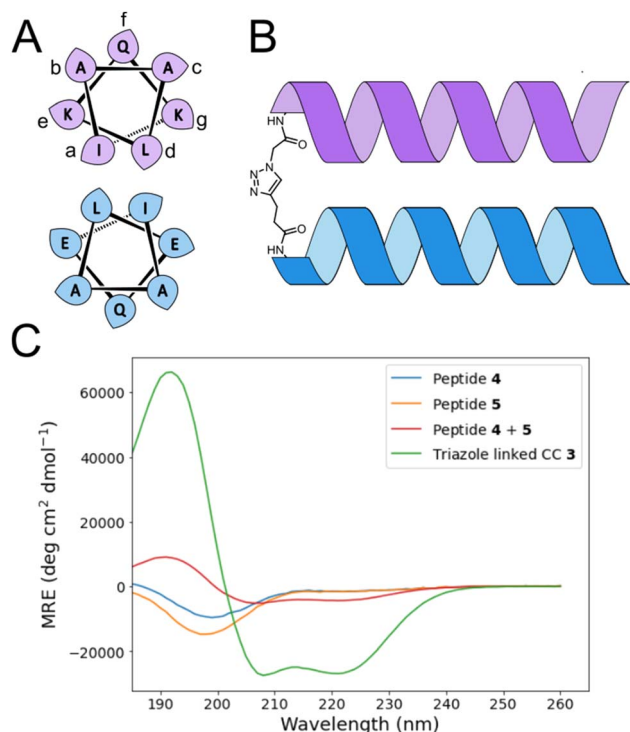 A
f
Q
b A A c
e K K g
a I L d
L I
E E
A A
Q
B
HN
O
N
N
N
O
HN
C
MRE (deg cm² dmol⁻¹)
60000
40000
20000
0
−20000
Peptide 4
Peptide 5
Peptide 4 + 5
Triazole linked CC 3
190 200 210 220 230 240 250 260
Wavelength (nm)